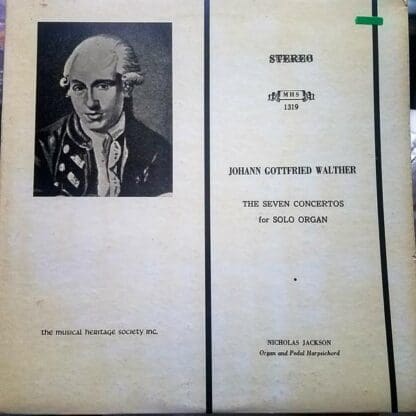 STEREO
MHS
1319
JOHANN GOTTFRIED WALTHER
THE SEVEN CONCERTOS
for SOLO ORGAN
the musical heritage society inc.
NICHOLAS JACKSON
Organ and Pedal Harpsichord